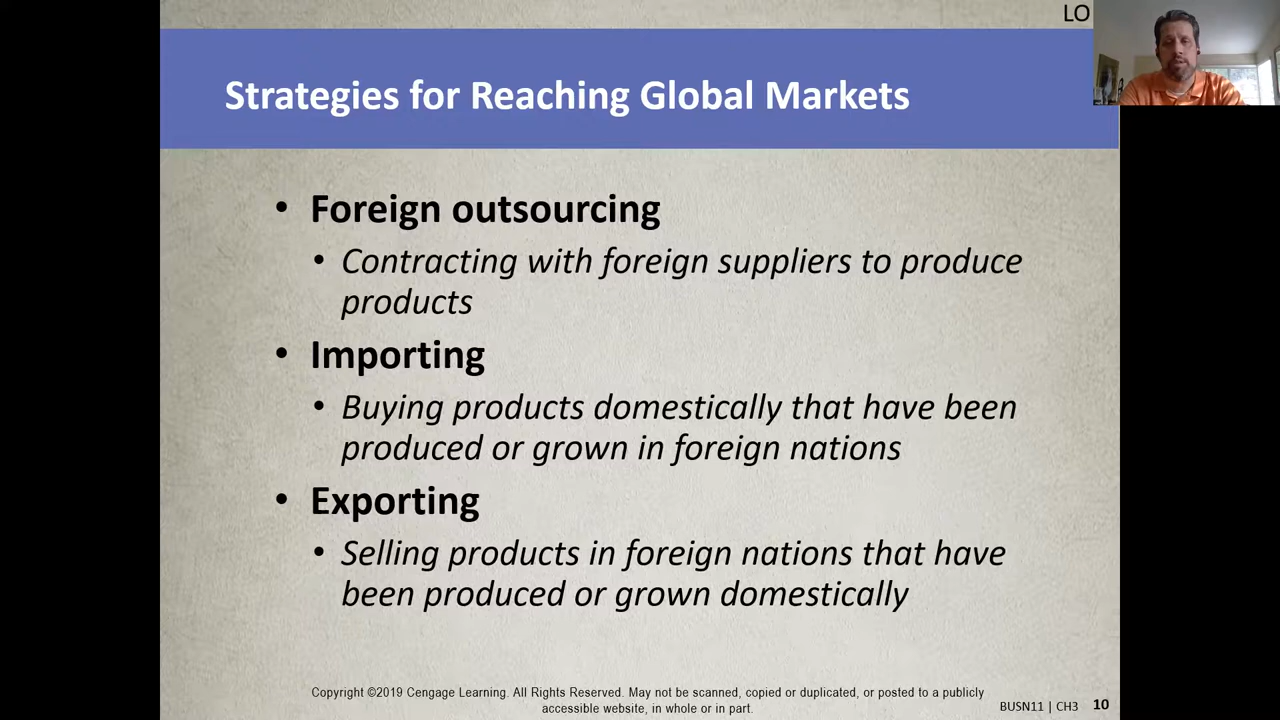 LO
Strategies for Reaching Global Markets
• Foreign outsourcing
• Contracting with foreign suppliers to produce
products
• Importing
• Buying products domestically that have been
produced or grown in foreign nations
• Exporting
• Selling products in foreign nations that have
been produced or grown domestically
Copyright ©2019 Cengage Learning. All Rights Reserved. May not be scanned, copied or duplicated, or posted to a publicly
accessible website, in whole or in part.
BUSN11 | CH3 10